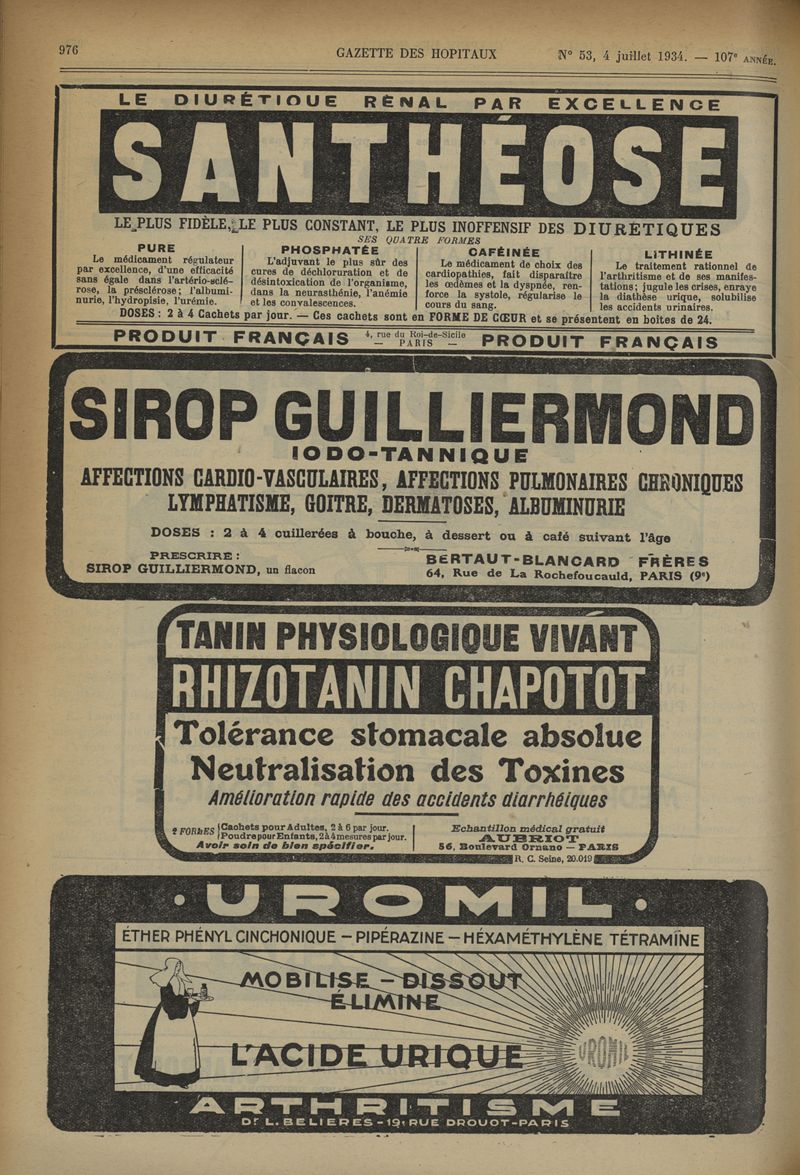 976 GAZETTE DES HOPITAUX N° 53, 4 juillet 1934. — 107e ANNÉE.
LE DIURÉTIQUE RÉNAL PAR EXCELLENCE
SANTHÉOSE
LE PLUS FIDÈLE, LE PLUS CONSTANT, LE PLUS INOFFENSIF DES DIURÉTIQUES
SES QUATRE FORMES
PURE
Le médicament régulateur
par excellence, d'une efficacité
sans égale dans l'artério-sclé-
rose, la présclérose; l'albumi-
nurie, l'hydropisie, l'urémie.
PHOSPHATÉE
L'adjuvant le plus sûr des
cures de déchloruration et de
désintoxication de l'organisme,
dans la neurasthénie, l'anémie
et les convalescences.
CAFÉINÉE
Le médicament de choix des
cardiopathies, fait disparaître
les œdèmes et la dyspnée, ren-
force la systole, régularise le
cours du sang.
LITHINÉE
Le traitement rationnel de
l'arthritisme et de ses manifes-
tations; jugule les crises, enraye
la diathèse urique, solubilise
les accidents urinaires.
DOSES : 2 à 4 Cachets par jour. — Ces cachets sont en FORME DE CŒUR et se présentent en boîtes de 24.
PRODUIT FRANÇAIS 4, rue du Roi-de-Sicile PRODUIT FRANÇAIS
— PARIS —
SIROP GUILLIERMOND
IODO-TANNIQUE
AFFECTIONS CARDIO-VASCULAIRES, AFFECTIONS PULMONAIRES CHRONIQUES
LYMPHATISME, GOITRE, DERMATOSES, ALBUMINURIE
DOSES : 2 à 4 cuillerées à bouche, à dessert ou à café suivant l'âge
PRESCRIRE :
SIROP GUILLIERMOND, un flacon
BERTAUT-BLANCARD FRÈRES
64, Rue de La Rochefoucauld, PARIS (9e)
TANIN PHYSIOLOGIQUE VIVANT
RHIZOTANIN CHAPOTOT
Tolérance stomacale absolue
Neutralisation des Toxines
Amélioration rapide des accidents diarrhéiques
2 FORMES Cachets pour Adultes, 2 à 6 par jour.
Poudre pour Enfants, 2 à 4 mesures par jour.
Avoir soin de bien spécifier.
Echantillon médical gratuit
AUBRIOT
56, Boulevard Ornano — PARIS
R. C. Seine, 20.019
· UROMIL ·
ÉTHER PHÉNYL CINCHONIQUE – PIPÉRAZINE – HÉXAMÉTHYLÈNE TÉTRAMÎNE
MOBILISE – DISSOUT
ÉLIMINE
L'ACIDE URIQUE
UROMIL
ARTHRITISME
Dr L. BELIERES - 19, RUE DROUOT - PARIS